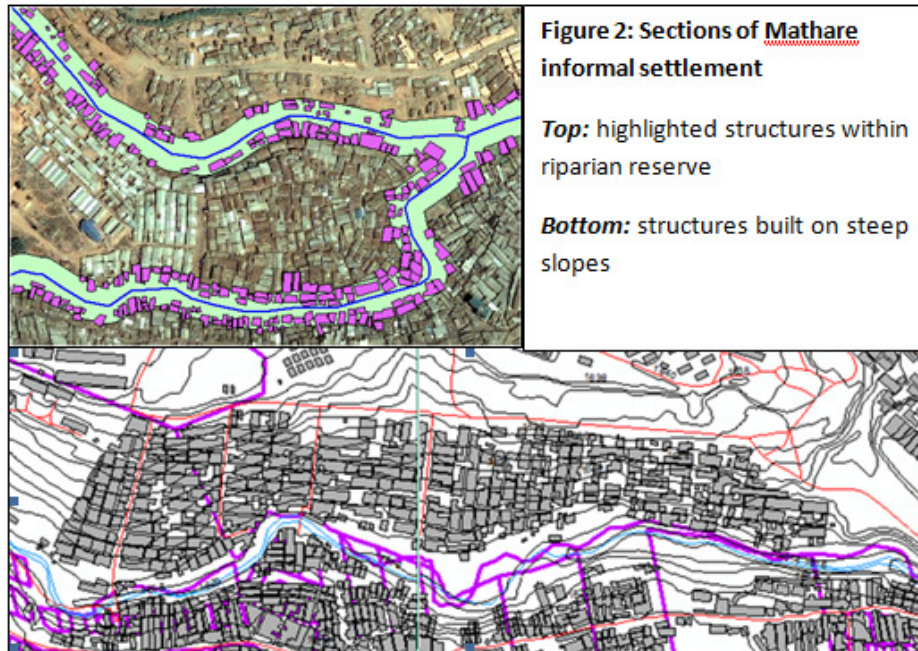 Figure 2: Sections of Mathare
informal settlement
Top: highlighted structures within
riparian reserve
Bottom: structures built on steep
slopes